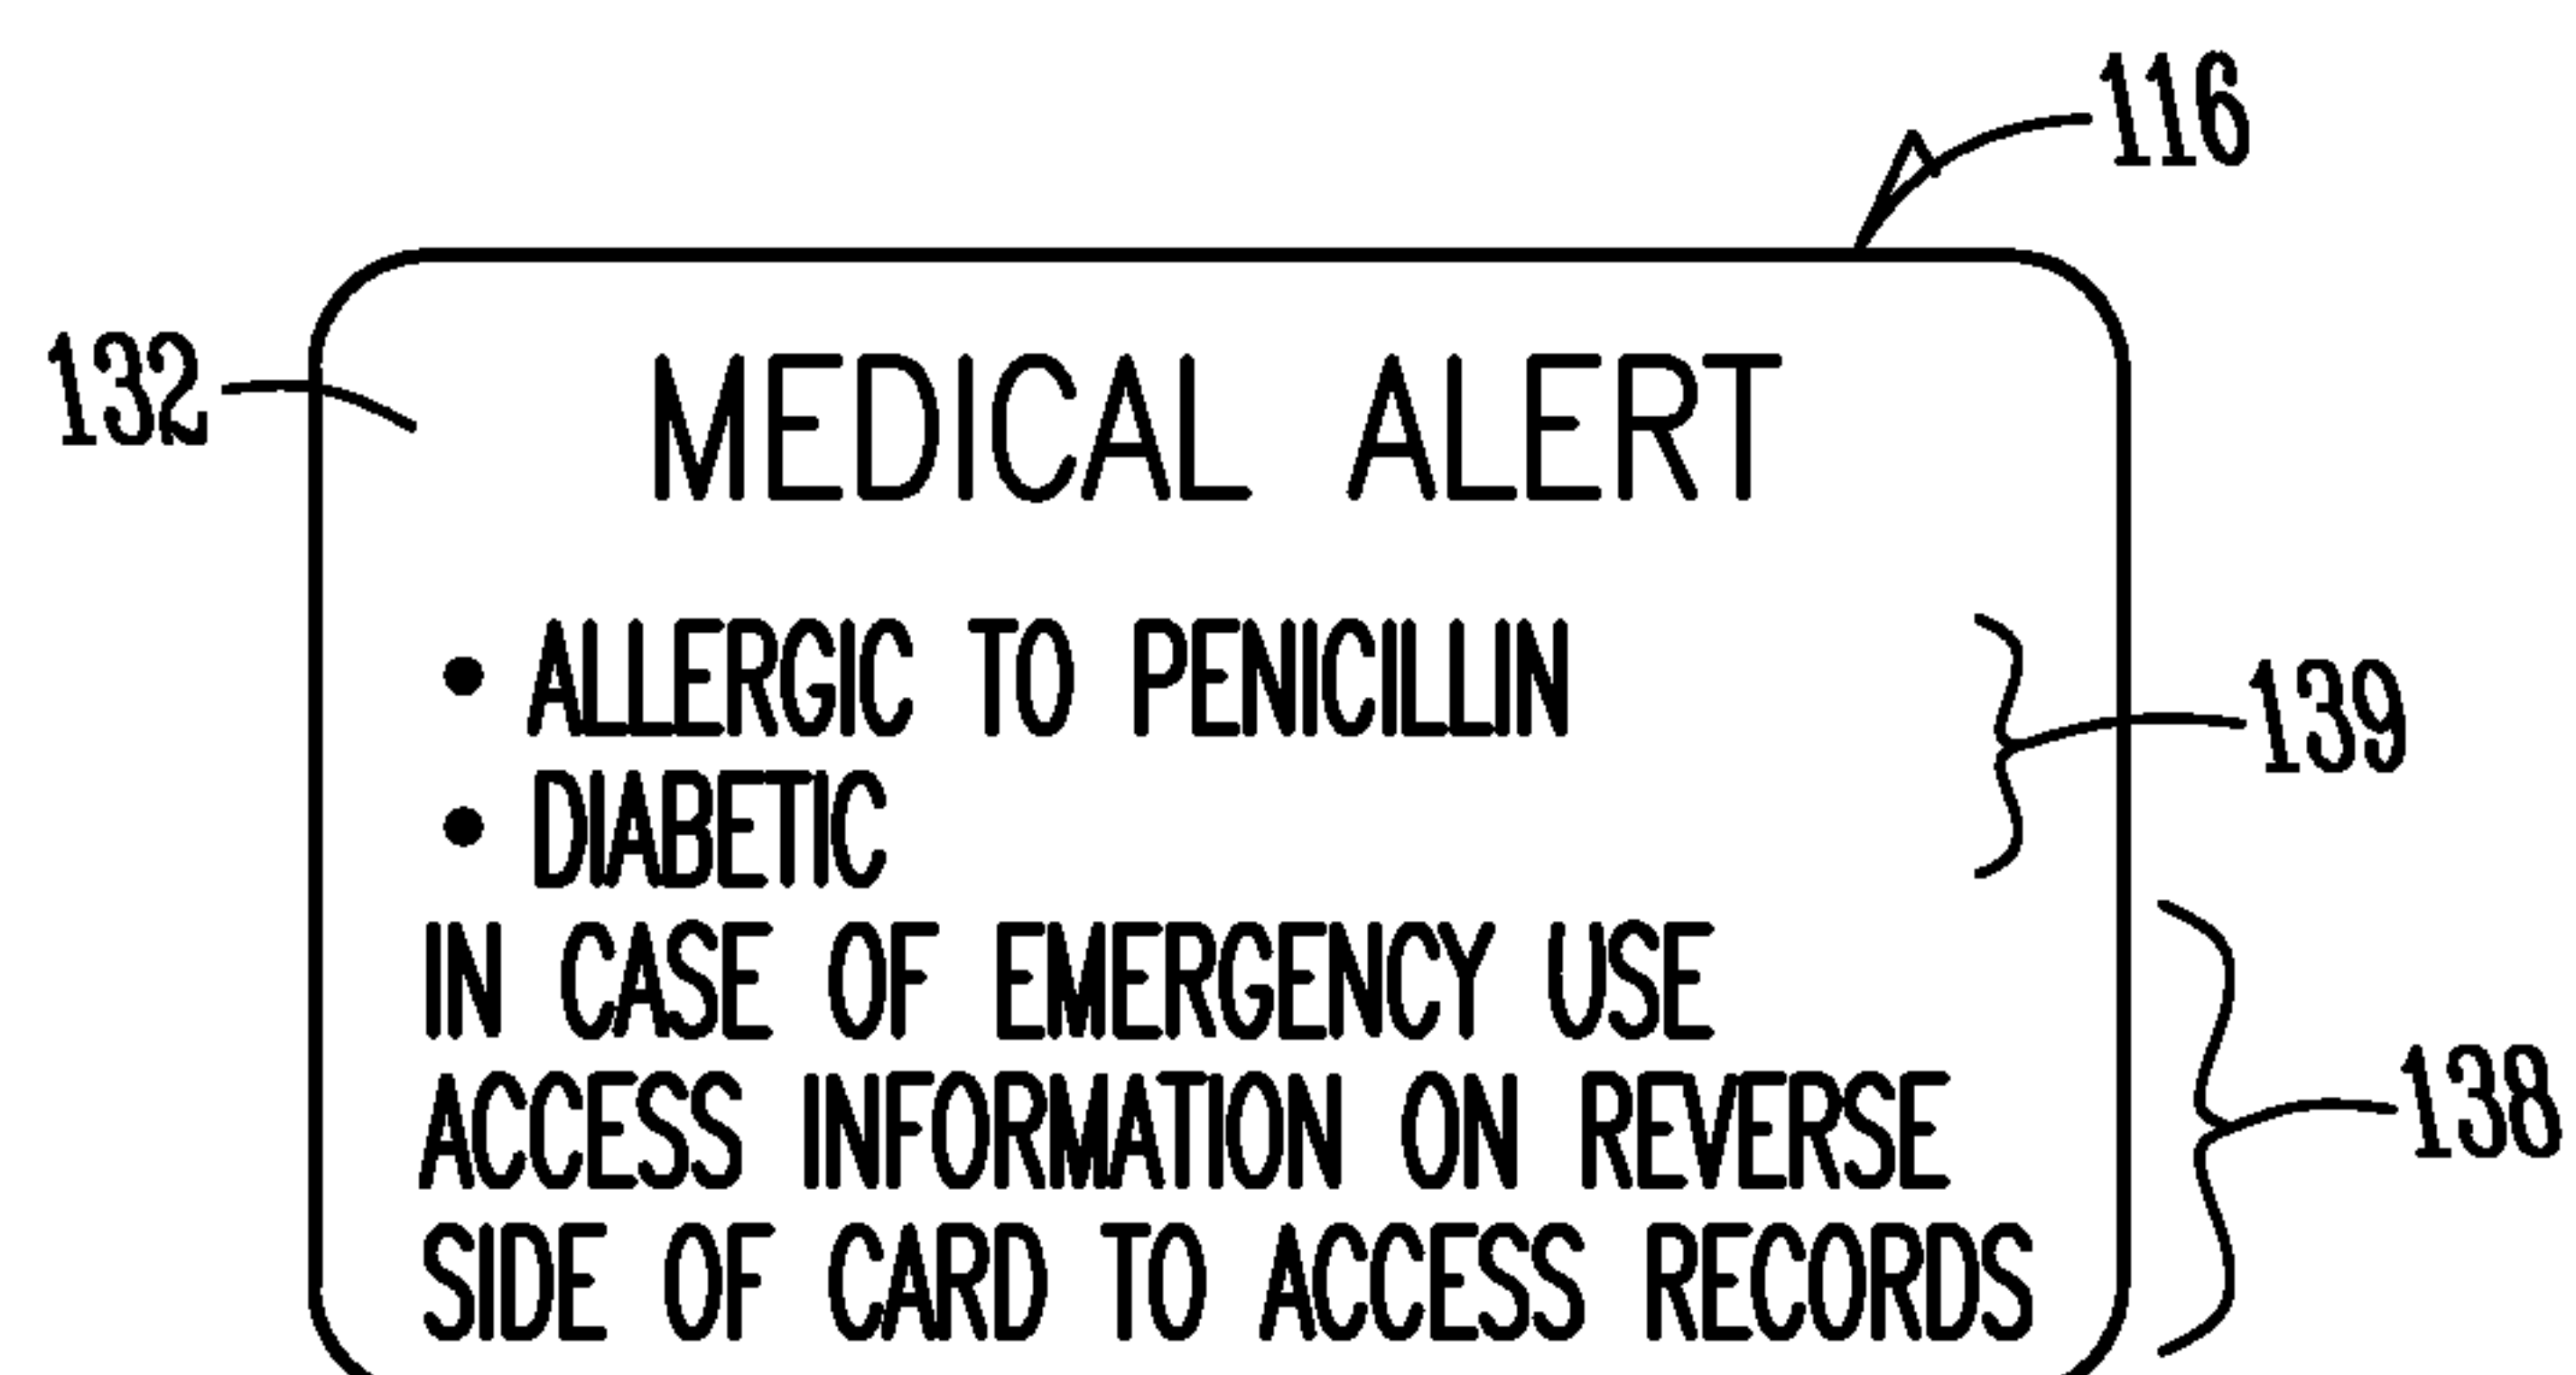 116
132
MEDICAL ALERT
• ALLERGIC TO PENICILLIN
139
• DIABETIC
IN CASE OF EMERGENCY USE
ACCESS INFORMATION ON REVERSE
138
SIDE OF CARD TO ACCESS RECORDS